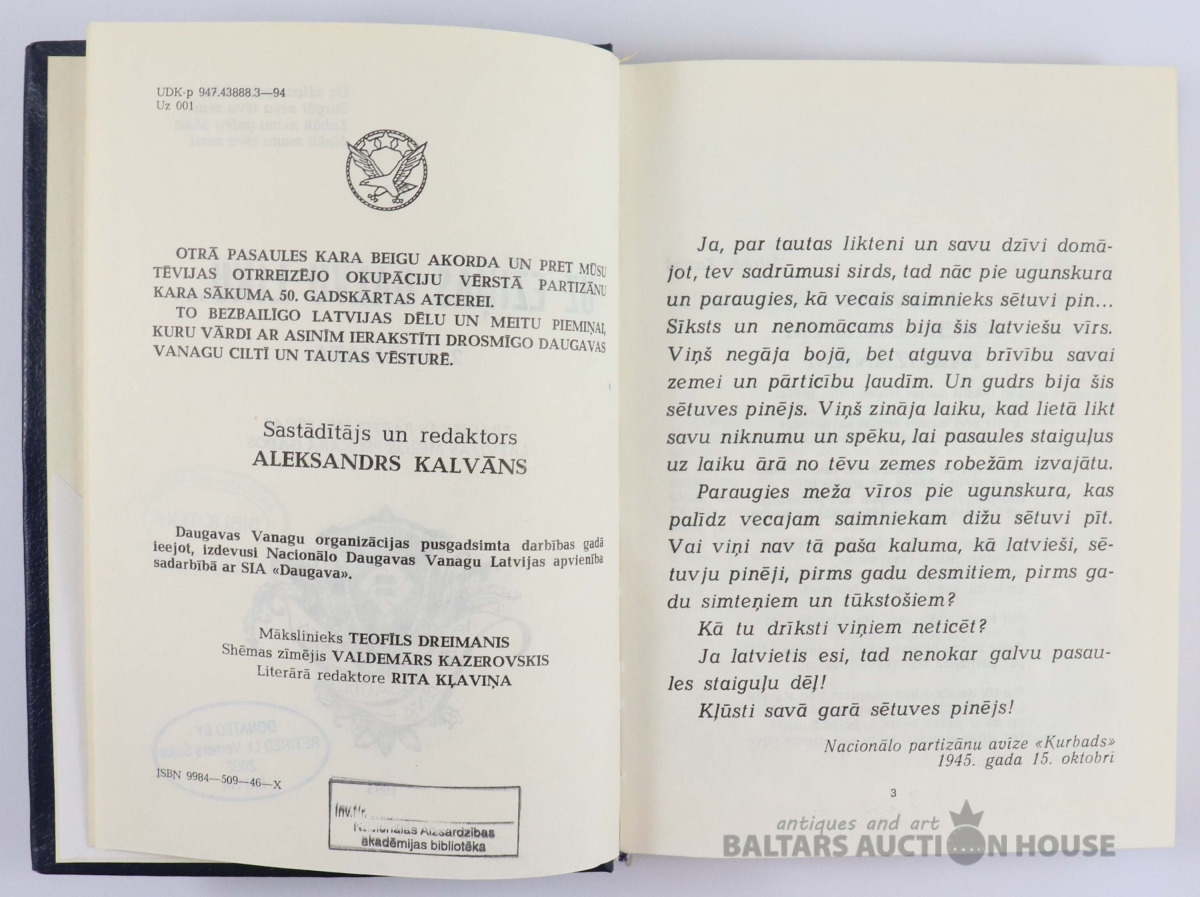 UDK-p 947.43888.3—94
Uz 001
OTRĀ PASAULES KARA BEIGU AKORDA UN PRET MŪSU
TĒVIJAS OTRREIZĒJO OKUPĀCIJU VĒRSTĀ PARTIZĀNU
KARA SĀKUMA 50. GADSKĀRTAS ATCEREI.
TO BEZBAILĪGO LATVIJAS DĒLU UN MEITU PIEMIŅAI,
KURU VĀRDI AR ASINĪM IERAKSTĪTI DROSMĪGO DAUGAVAS
VANAGU CILTĪ UN TAUTAS VĒSTURĒ.
Sastādītājs un redaktors
ALEKSANDRS KALVĀNS
Daugavas Vanagu organizācijas pusgadsimta darbības gadā
ieejot, izdevusi Nacionālo Daugavas Vanagu Latvijas apvienība
sadarbībā ar SIA «Daugava».
Mākslinieks TEOFĪLS DREIMANIS
Shēmas zīmējis VALDEMĀRS KAZEROVSKIS
Literārā redaktore RITA KĻAVIŅA
DONATED BY
RETIRED Lt. Verners
2002
ISBN 9984—509—46—X
Inv.Nr.
Nacionālās Aizsardzības
akadēmijas bibliotēka
Ja, par tautas likteni un savu dzīvi domā-
jot, tev sadrūmusi sirds, tad nāc pie ugunskura
un paraugies, kā vecais saimnieks sētuvi pin...
Sīksts un nenomācams bija šis latviešu vīrs.
Viņš negāja bojā, bet atguva brīvību savai
zemei un pārticību ļaudīm. Un gudrs bija šis
sētuves pinējs. Viņš zināja laiku, kad lietā likt
savu niknumu un spēku, lai pasaules staiguļus
uz laiku ārā no tēvu zemes robežām izvajātu.
Paraugies meža vīros pie ugunskura, kas
palīdz vecajam saimniekam dižu sētuvi pīt.
Vai viņi nav tā paša kaluma, kā latvieši, sē-
tuvju pinēji, pirms gadu desmitiem, pirms ga-
du simteņiem un tūkstošiem?
Kā tu drīksti viņiem neticēt?
Ja latvietis esi, tad nenokar galvu pasau-
les staiguļu dēļ!
Kļūsti savā garā sētuves pinējs!
Nacionālo partizānu avīze «Kurbads»
1945. gada 15. oktobrī
3
antiques and art
BALTARS AUCTION HOUSE